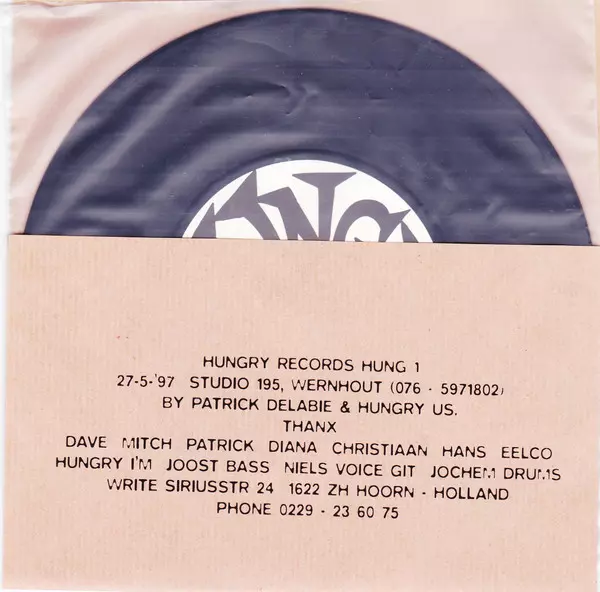 HUNGRY RECORDS HUNG 1
27-5-'97 STUDIO 195, WERNHOUT (076 - 5971802)
BY PATRICK DELABIE & HUNGRY US.
THANX
DAVE MITCH PATRICK DIANA CHRISTIAAN HANS EELCO
HUNGRY I'M JOOST BASS NIELS VOICE GIT JOCHEM DRUMS
WRITE SIRIUSSTR 24 1622 ZH HOORN - HOLLAND
PHONE 0229 - 23 60 75